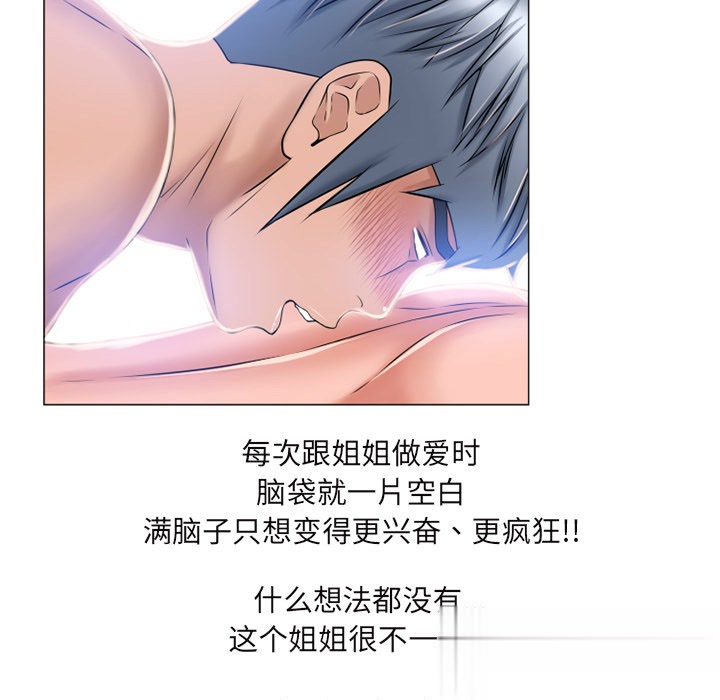 每次跟姐姐做爱时
脑袋就一片空白
满脑子只想变得更兴奋、更疯狂!!
什么想法都没有
这个姐姐很不一